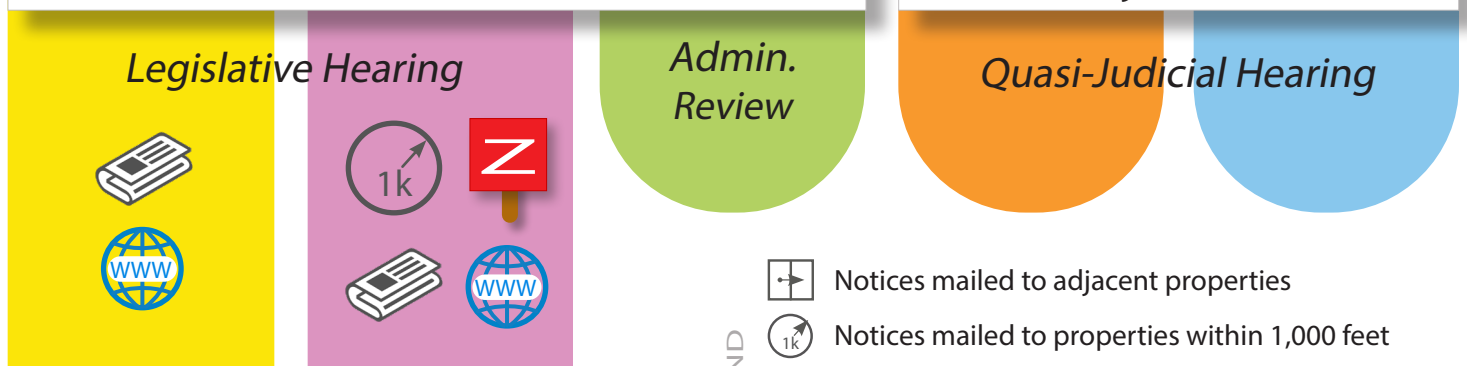 Legislative Hearing
Admin.
Review
Quasi-Judicial Hearing
1k
Z
WWW
WWW
Notices mailed to adjacent properties
1k
Notices mailed to properties within 1,000 feet
ND